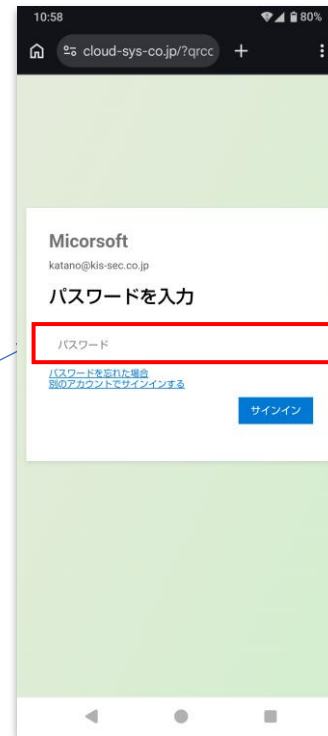 10:58 80%
cloud-sys-co.jp/?qrcc
Micorsoft
katano@kis-sec.co.jp
パスワードを入力
パスワード
パスワードを忘れた場合
別のアカウントでサインインする
サインイン